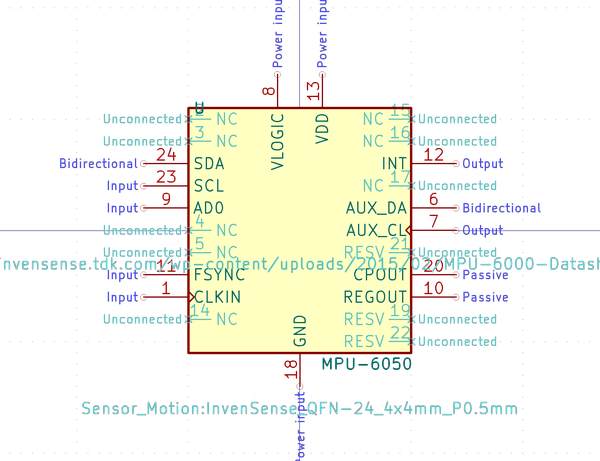 Power input
Power input
8
13
U
Unconnected 2 NC
NC 15 Unconnected
Unconnected 3 NC
NC 16 Unconnected
VLOGIC
VDD
Bidirectional 24 SDA
INT 12 Output
Input 23 SCL
NC 17 Unconnected
Input 9 AD0
AUX_DA 6 Bidirectional
Unconnected 4 NC
AUX_CL 7 Output
Unconnected 5 NC
RESV 21 Unconnected
invensense.tdk.com/wp-content/uploads/2015/02/MPU-6000-Datash
Input 11 FSYNC
CPOUT 20 Passive
Input 1 CLKIN
REGOUT 10 Passive
Unconnected 14 NC
RESV 19 Unconnected
GND
RESV 22 Unconnected
18
MPU-6050
Power input
Sensor_Motion:InvenSense_QFN-24_4x4mm_P0.5mm